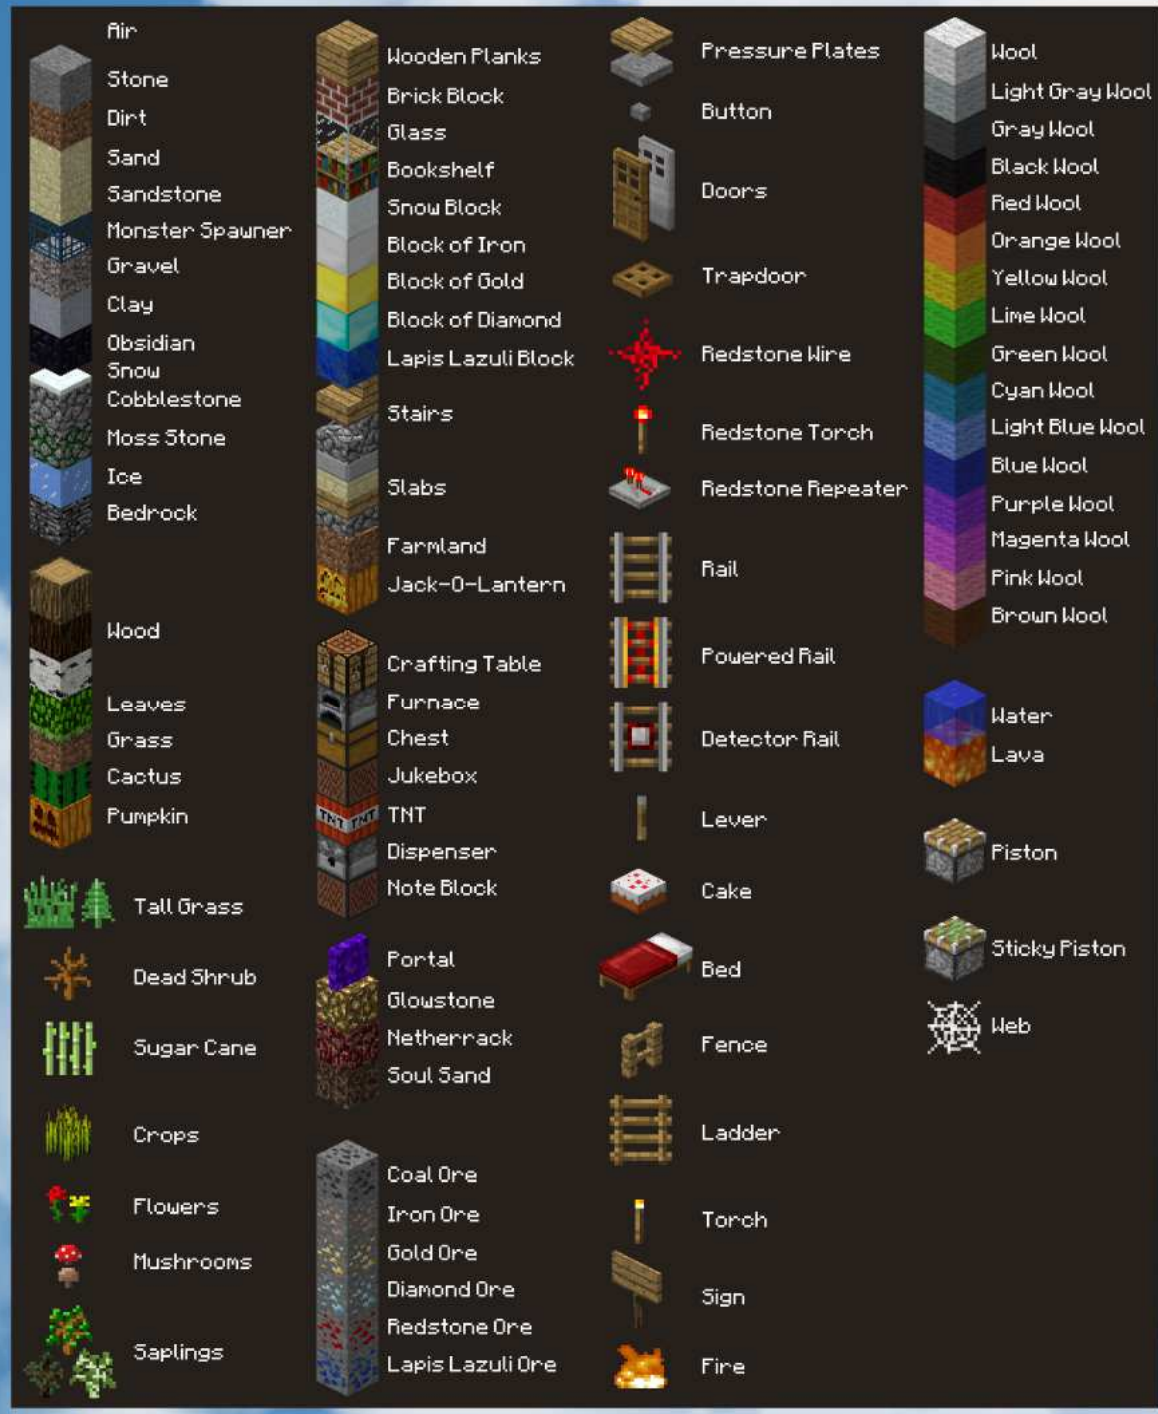 Air
Stone
Dirt
Sand
Sandstone
Monster Spawner
Gravel
Clay
Obsidian
Snow
Cobblestone
Moss Stone
Ice
Bedrock
Wood
Leaves
Grass
Cactus
Pumpkin
Tall Grass
Dead Shrub
Sugar Cane
Crops
Flowers
Mushrooms
Saplings
Wooden Planks
Brick Block
Glass
Bookshelf
Snow Block
Block of Iron
Block of Gold
Block of Diamond
Lapis Lazuli Block
Stairs
Slabs
Farmland
Jack-O-Lantern
Crafting Table
Furnace
Chest
Jukebox
TNT TNT TNT
Dispenser
Note Block
Portal
Glowstone
Netherrack
Soul Sand
Coal Ore
Iron Ore
Gold Ore
Diamond Ore
Redstone Ore
Lapis Lazuli Ore
Pressure Plates
Button
Doors
Trapdoor
Redstone Wire
Redstone Torch
Redstone Repeater
Rail
Powered Rail
Detector Rail
Lever
Cake
Bed
Fence
Ladder
Torch
Sign
Fire
Wool
Light Gray Wool
Gray Wool
Black Wool
Red Wool
Orange Wool
Yellow Wool
Lime Wool
Green Wool
Cyan Wool
Light Blue Wool
Blue Wool
Purple Wool
Magenta Wool
Pink Wool
Brown Wool
Water
Lava
Piston
Sticky Piston
Web